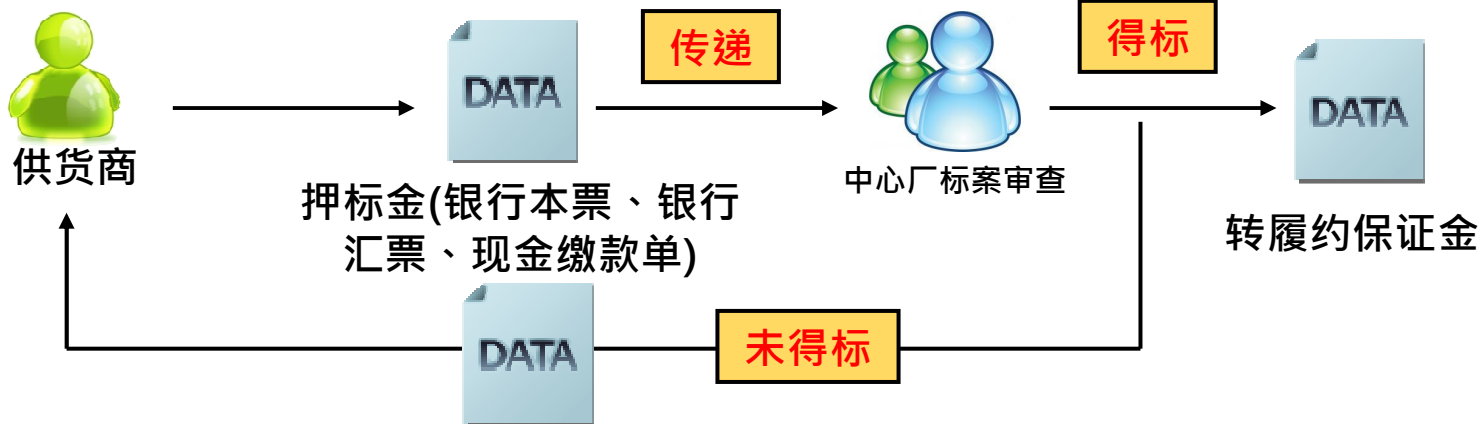 传递
得标
DATA
DATA
供货商
中心厂标案审查
押标金(银行本票、银行
汇票、现金缴款单)
转履约保证金
DATA
未得标